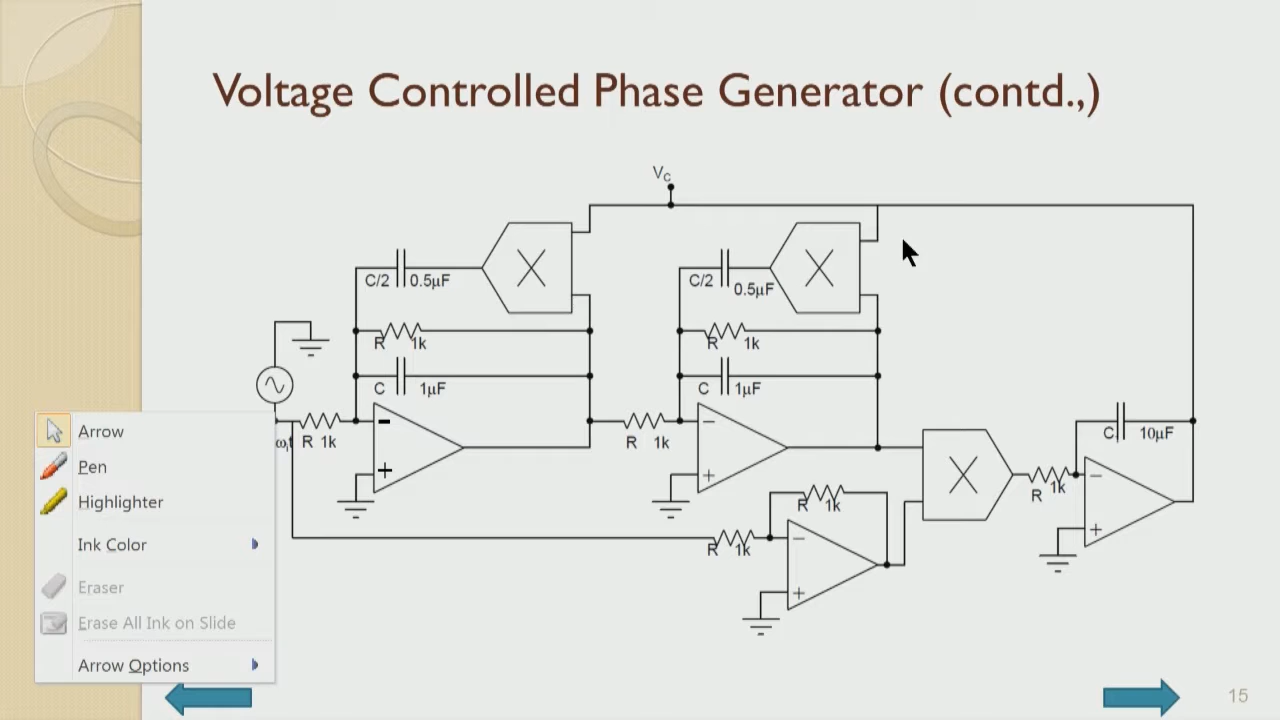 Voltage Controlled Phase Generator (contd.,)
V_C
C/2 0.5µF
C/2 0.5µF
R 1k
R 1k
C 1µF
C 1µF
- 
+
R 1k
R 1k
−
+
X
X
X
C 10µF
R 1k
−
+
R 1k
R 1k
−
+
Arrow
Pen
Highlighter
Ink Color
Eraser
Erase All Ink on Slide
Arrow Options
15